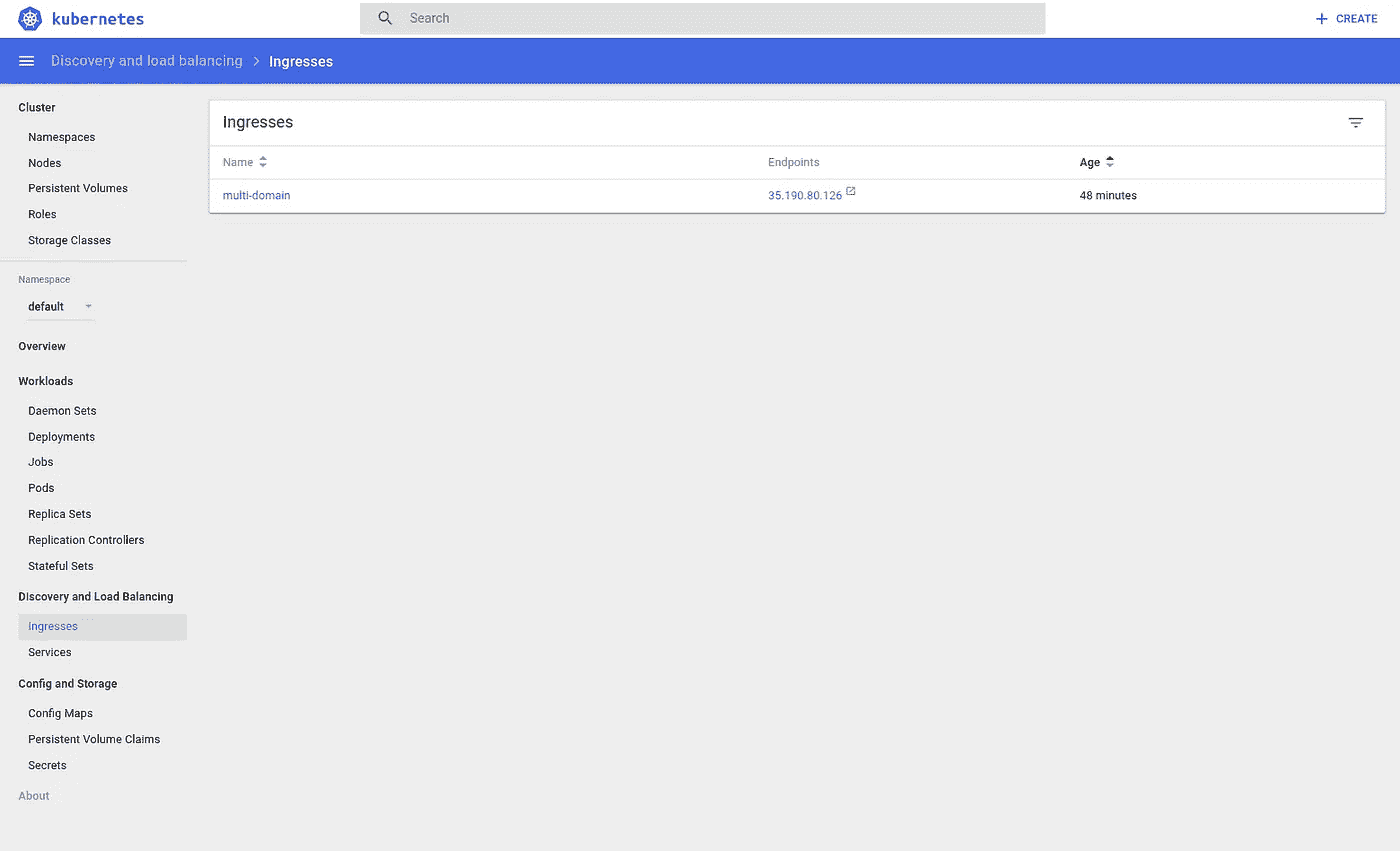 kubernetes
Search
CREATE
Discovery and load balancing > Ingresses
Cluster
Namespaces
Nodes
Persistent Volumes
Roles
Storage Classes
Namespace
default
Overview
Workloads
Daemon Sets
Deployments
Jobs
Pods
Replica Sets
Replication Controllers
Stateful Sets
Discovery and Load Balancing
Ingresses
Services
Config and Storage
Config Maps
Persistent Volume Claims
Secrets
About
Ingresses
Name Endpoints Age
multi-domain 35.190.80.126 48 minutes